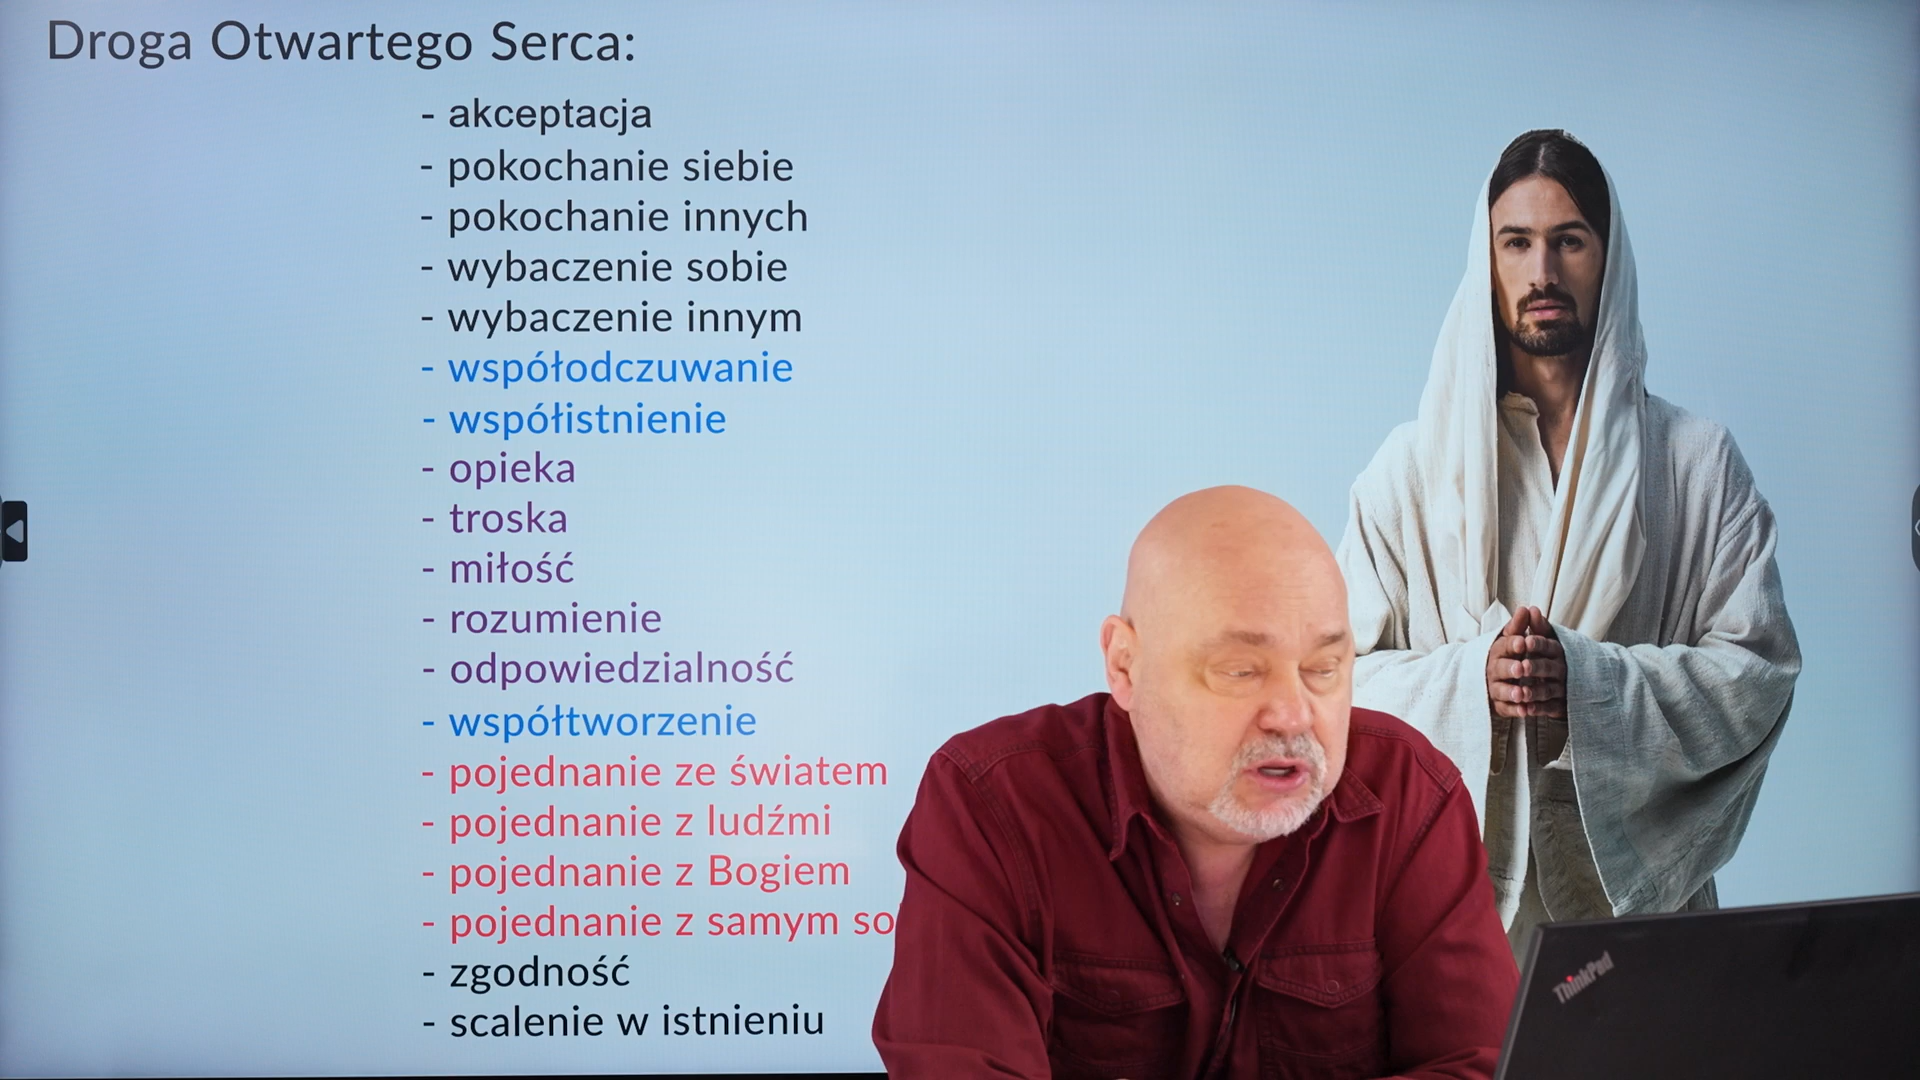 Droga Otwartego Serca:
- akceptacja
- pokochanie siebie
- pokochanie innych
- wybaczenie sobie
- wybaczenie innym
- współodczuwanie
- współistnienie
- opieka
- troska
- miłość
- rozumienie
- odpowiedzialność
- współtworzenie
- pojednanie ze światem
- pojednanie z ludźmi
- pojednanie z Bogiem
- pojednanie z samym so
- zgodność
- scalenie w istnieniu
ThinkPad